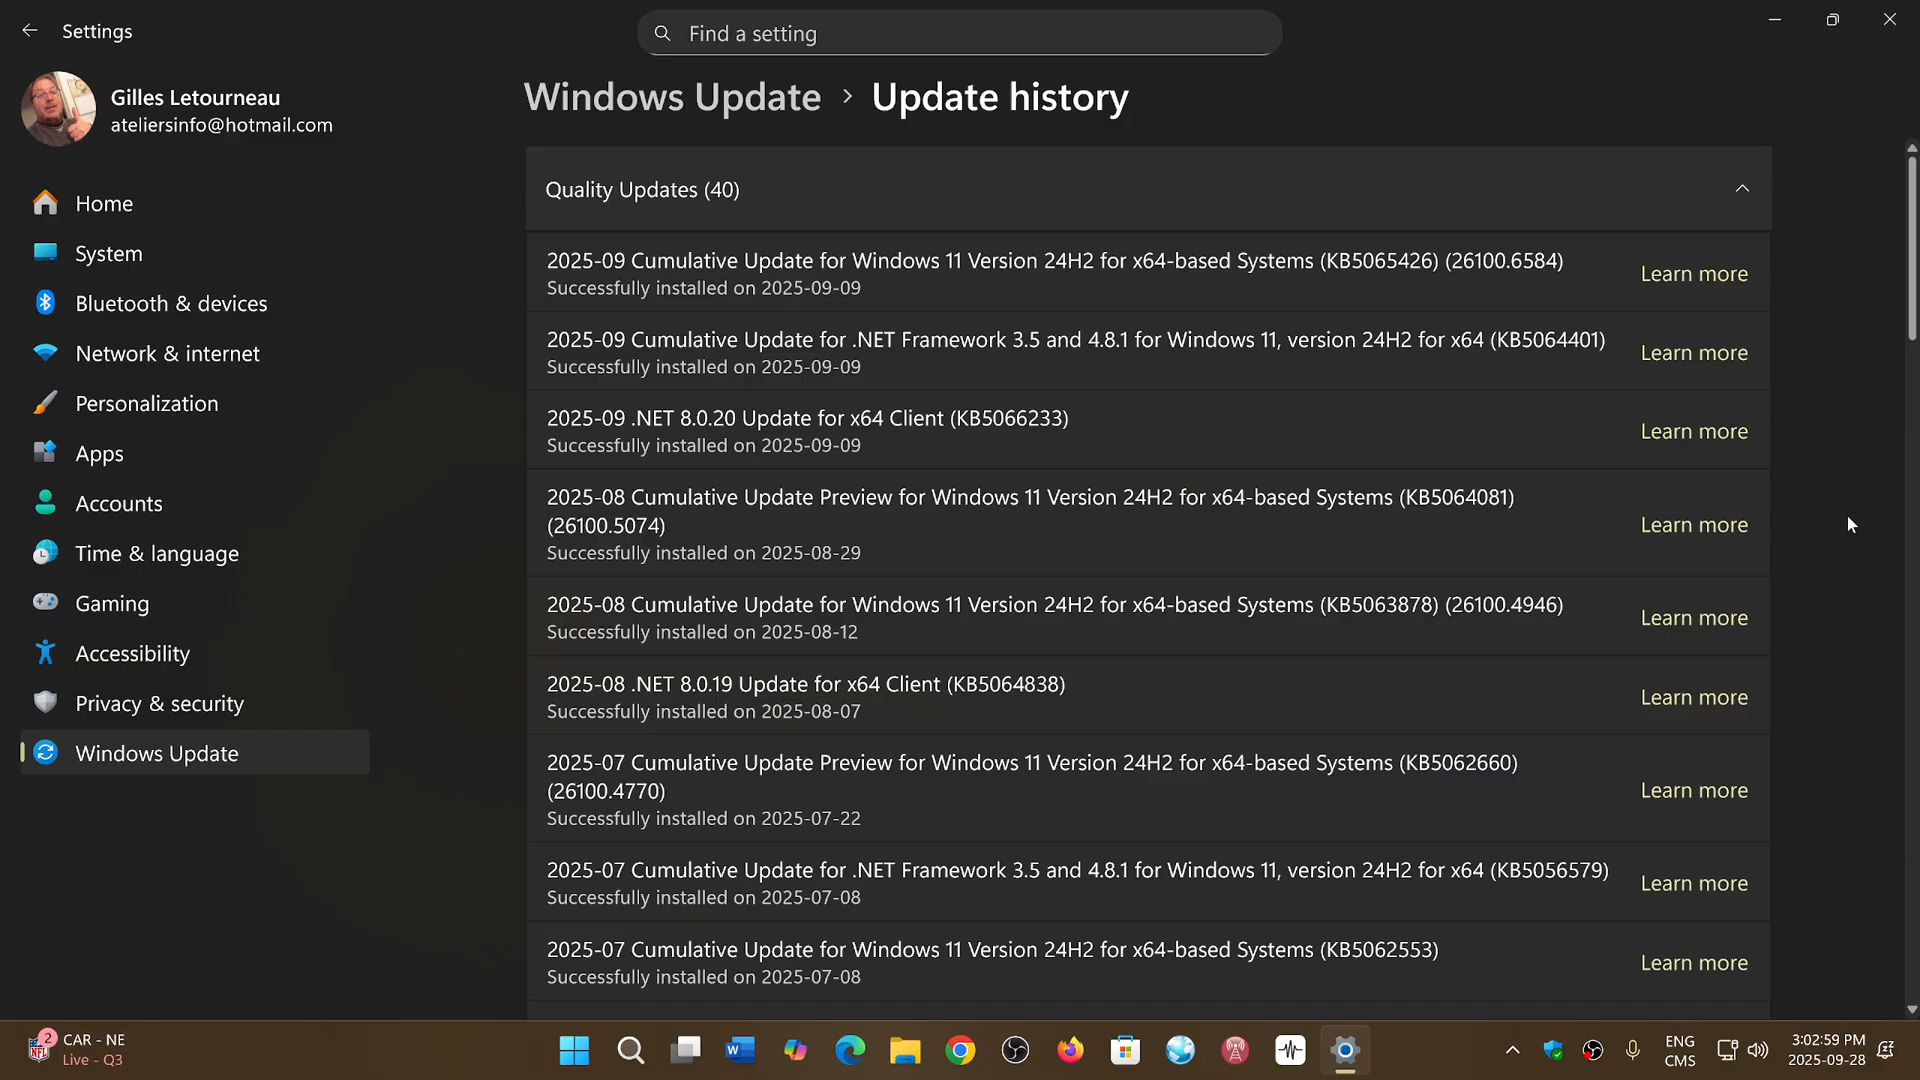 Settings
Find a setting
Gilles Letourneau
ateliersinfo@hotmail.com
Home
System
Bluetooth & devices
Network & internet
Personalization
Apps
Accounts
Time & language
Gaming
Accessibility
Privacy & security
Windows Update
Windows Update > Update history
Quality Updates (40)
2025-09 Cumulative Update for Windows 11 Version 24H2 for x64-based Systems (KB5065426) (26100.6584)
Successfully installed on 2025-09-09
Learn more
2025-09 Cumulative Update for .NET Framework 3.5 and 4.8.1 for Windows 11, version 24H2 for x64 (KB5064401)
Successfully installed on 2025-09-09
Learn more
2025-09 .NET 8.0.20 Update for x64 Client (KB5066233)
Successfully installed on 2025-09-09
Learn more
2025-08 Cumulative Update Preview for Windows 11 Version 24H2 for x64-based Systems (KB5064081)
(26100.5074)
Successfully installed on 2025-08-29
Learn more
2025-08 Cumulative Update for Windows 11 Version 24H2 for x64-based Systems (KB5063878) (26100.4946)
Successfully installed on 2025-08-12
Learn more
2025-08 .NET 8.0.19 Update for x64 Client (KB5064838)
Successfully installed on 2025-08-07
Learn more
2025-07 Cumulative Update Preview for Windows 11 Version 24H2 for x64-based Systems (KB5062660)
(26100.4770)
Successfully installed on 2025-07-22
Learn more
2025-07 Cumulative Update for .NET Framework 3.5 and 4.8.1 for Windows 11, version 24H2 for x64 (KB5056579)
Successfully installed on 2025-07-08
Learn more
2025-07 Cumulative Update for Windows 11 Version 24H2 for x64-based Systems (KB5062553)
Successfully installed on 2025-07-08
Learn more
2
NFL
CAR - NE
Live - Q3
W
ENG
CMS
3:02:59 PM
2025-09-28